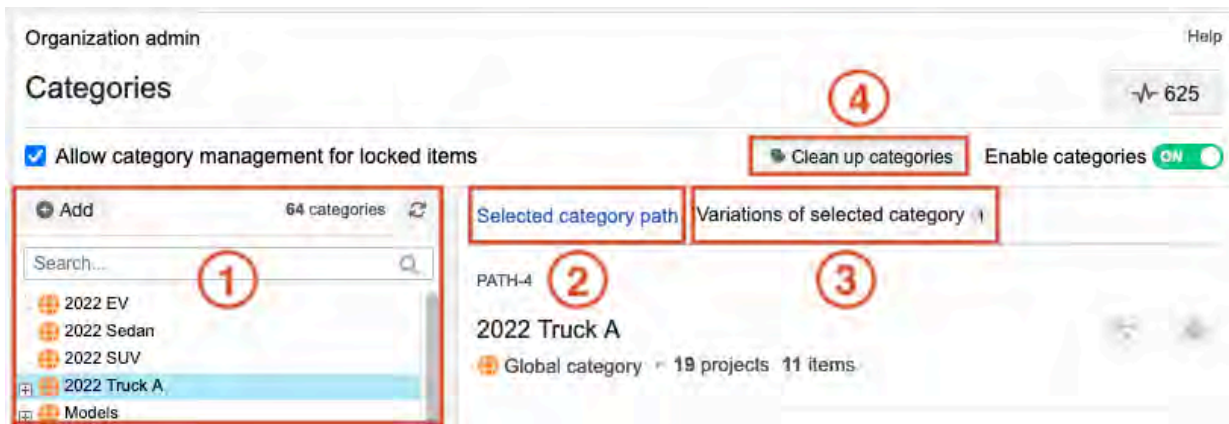 Organization admin
Help
Categories
4
625
Allow category management for locked items
Clean up categories
Enable categories ON
Add
64 categories
Selected category path
Variations of selected category
Search...
1
2
3
PATH-4
2022 EV
2022 Sedan
2022 SUV
2022 Truck A
Models
2022 Truck A
Global category 19 projects 11 items